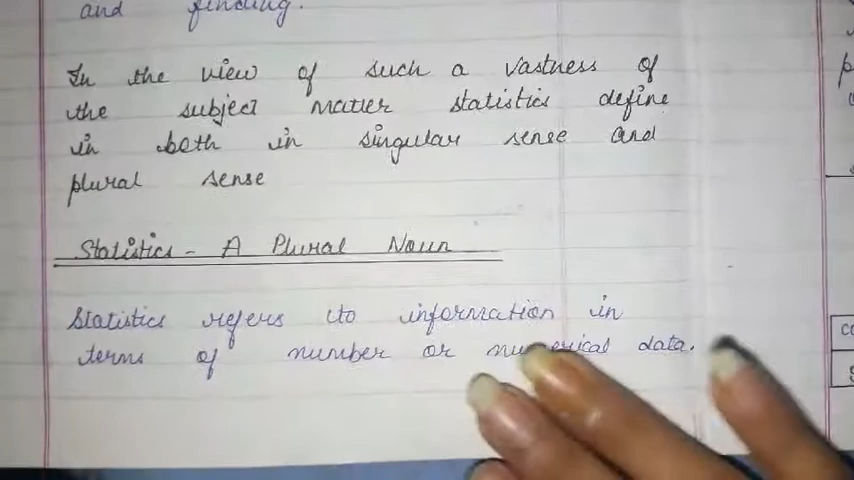 and finding.
In the view of such a vastness of
the subject matter statistics define
in both in singular sense and
plural sense
Statistics - A Plural Noun
Statistics refers to information in
terms of number or numerical data.